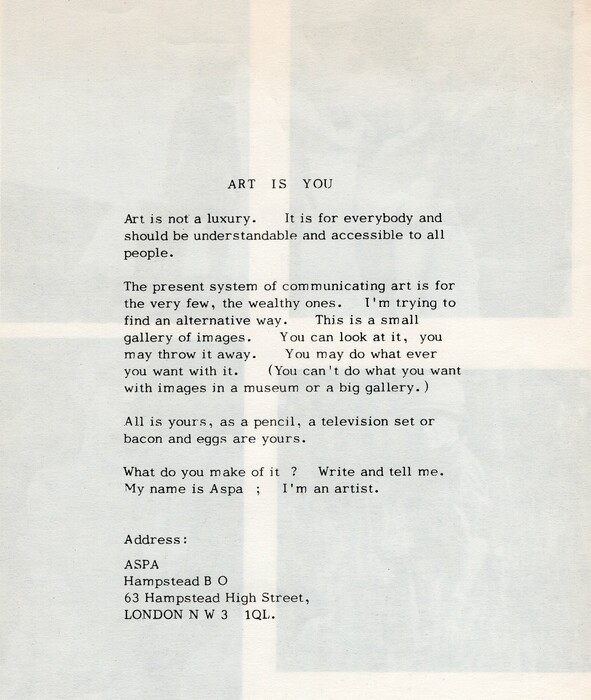 ART IS YOU
Art is not a luxury. It is for everybody and
should be understandable and accessible to all
people.
The present system of communicating art is for
the very few, the wealthy ones. I'm trying to
find an alternative way. This is a small
gallery of images. You can look at it, you
may throw it away. You may do what ever
you want with it. (You can't do what you want
with images in a museum or a big gallery.)
All is yours, as a pencil, a television set or
bacon and eggs are yours.
What do you make of it ? Write and tell me.
My name is Aspa ; I'm an artist.
Address:
ASPA
Hampstead B O
63 Hampstead High Street,
LONDON N W 3 1QL.